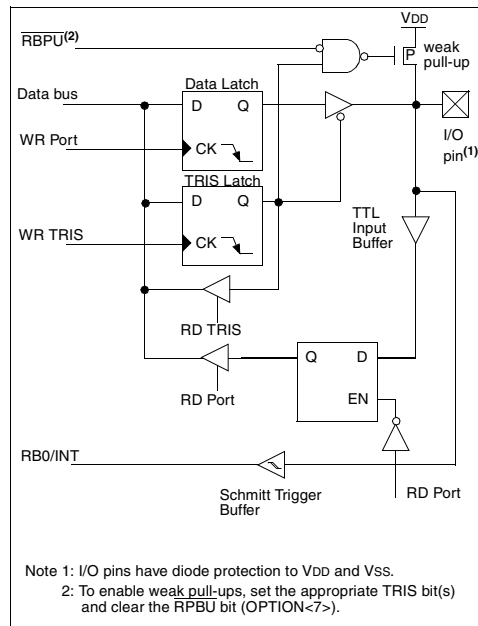 VDD
RBPU(2)
P
weak
pull-up
Data Latch
Data bus
D Q
I/O
pin(1)
WR Port
CK
TRIS Latch
D Q
TTL
Input
Buffer
WR TRIS
CK
RD TRIS
Q D
RD Port
EN
RB0/INT
RD Port
Schmitt Trigger
Buffer
Note 1: I/O pins have diode protection to VDD and VSS.
2: To enable weak pull-ups, set the appropriate TRIS bit(s)
and clear the RPBU bit (OPTION<7>).